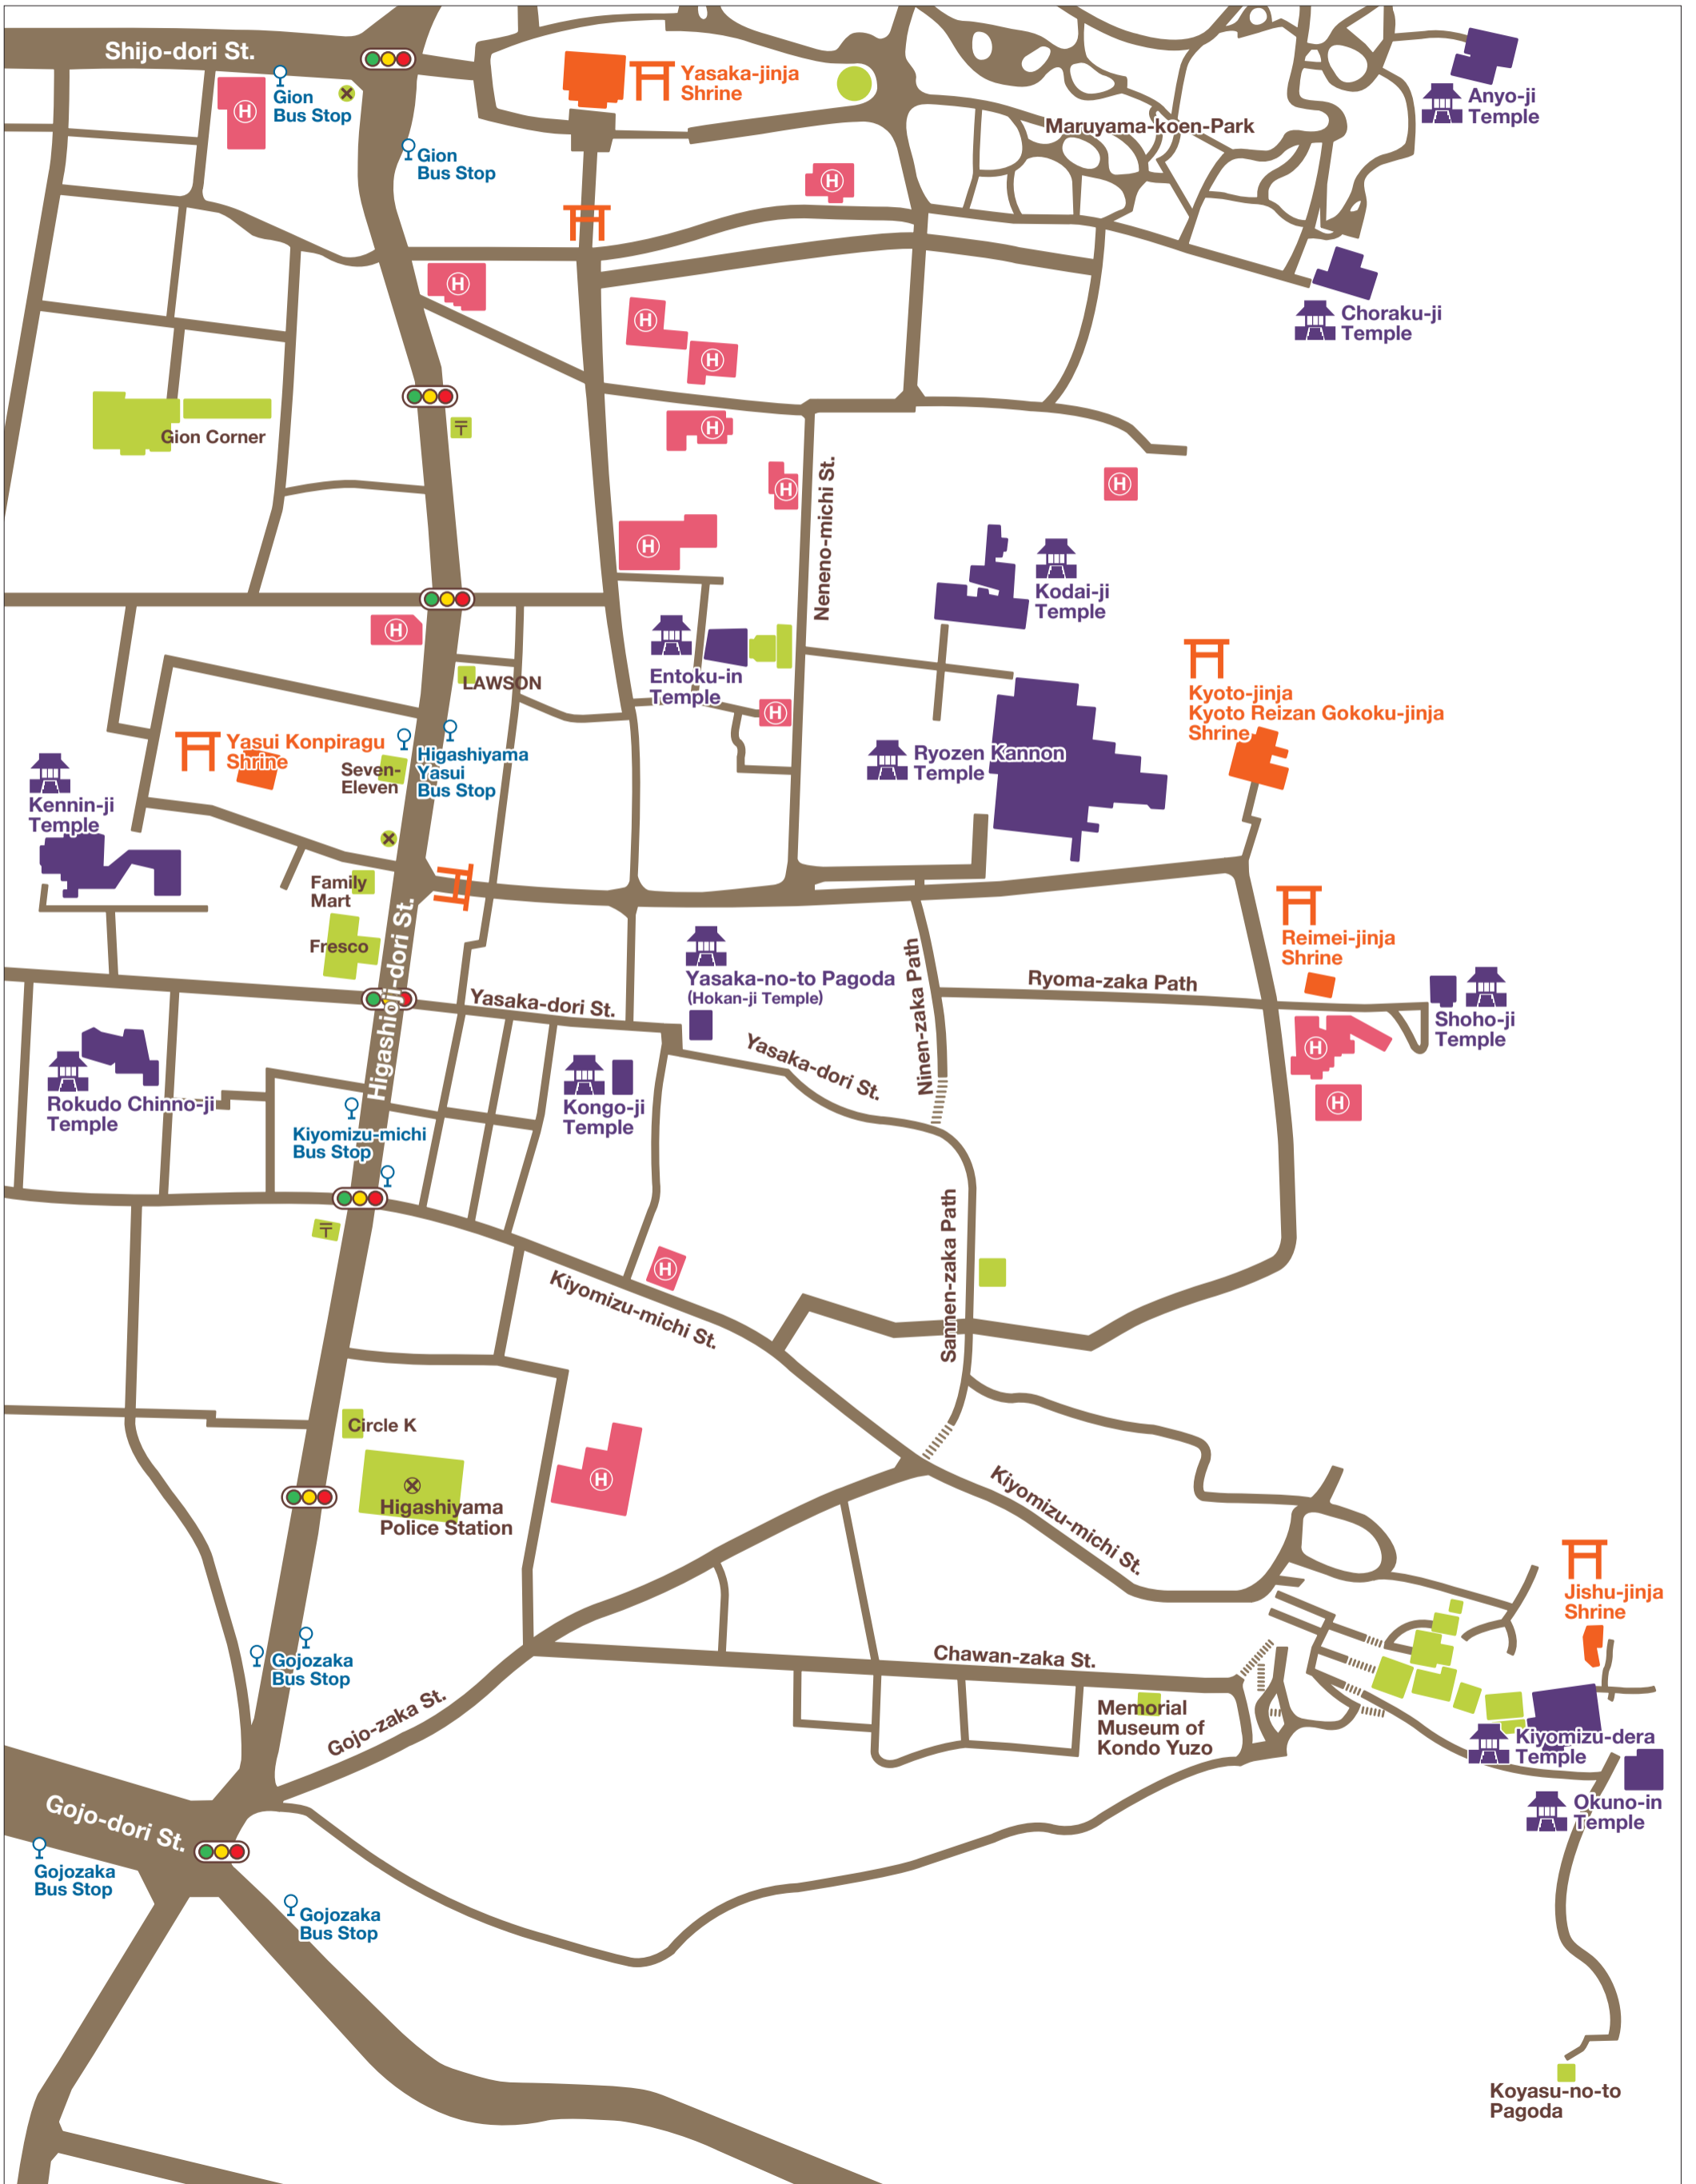 Shijo-dori St.
Gion
Bus Stop
Gion
Bus Stop
Yasaka-jinja
Shrine
Maruyama-koen-Park
Anyo-ji
Temple
Choraku-ji
Temple
H
H
H
H
H
Gion Corner
〒
H
H
H
H
Neneno-michi St.
Kodai-ji
Temple
H
LAWSON
Entoku-in
Temple
H
Kyoto-jinja
Kyoto Reizan Gokoku-jinja
Shrine
Yasui Konpiragu
Shrine
Seven-
Eleven
Higashiyama
Yasui
Bus Stop
Ryozen Kannon
Temple
Kennin-ji
Temple
Family
Mart
Fresco
Higashioji-dori St.
Yasaka-no-to Pagoda
(Hokan-ji Temple)
Yasaka-dori St.
Yasaka-dori St.
Ninen-zaka Path
Ryoma-zaka Path
Reimei-jinja
Shrine
Shoho-ji
Temple
H
H
Rokudo Chinno-ji
Temple
Kongo-ji
Temple
Kiyomizu-michi
Bus Stop
〒
H
Kiyomizu-michi St.
Sannen-zaka Path
Circle K
Higashiyama
Police Station
H
Kiyomizu-michi St.
Jishu-jinja
Shrine
Gojozaka
Bus Stop
Gojo-zaka St.
Chawan-zaka St.
Memorial
Museum of
Kondo Yuzo
Kiyomizu-dera
Temple
Okuno-in
Temple
Gojo-dori St.
Gojozaka
Bus Stop
Gojozaka
Bus Stop
Koyasu-no-to
Pagoda